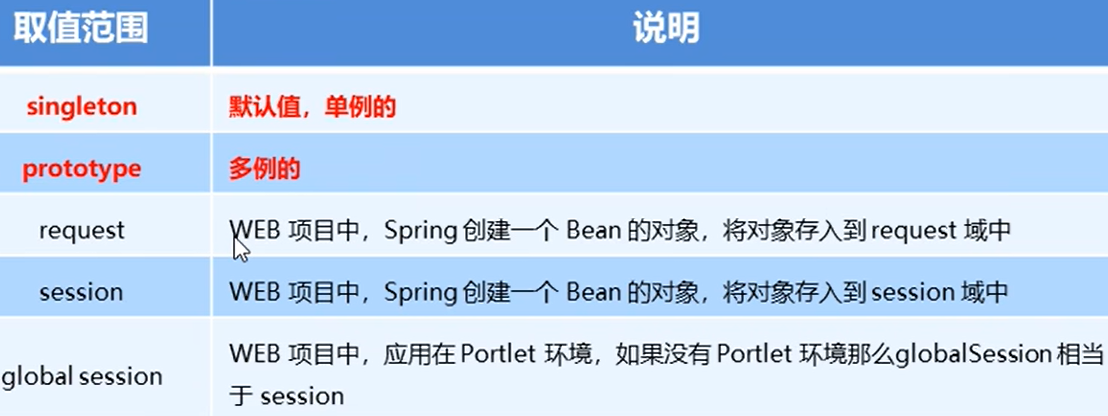 取值范围 说明
singleton 默认值，单例的
prototype 多例的
request WEB 项目中，Spring 创建一个 Bean 的对象，将对象存入到 request 域中
session WEB 项目中，Spring 创建一个 Bean 的对象，将对象存入到 session 域中
global session WEB 项目中，应用在 Portlet 环境，如果没有 Portlet 环境那么globalSession 相当
于 session